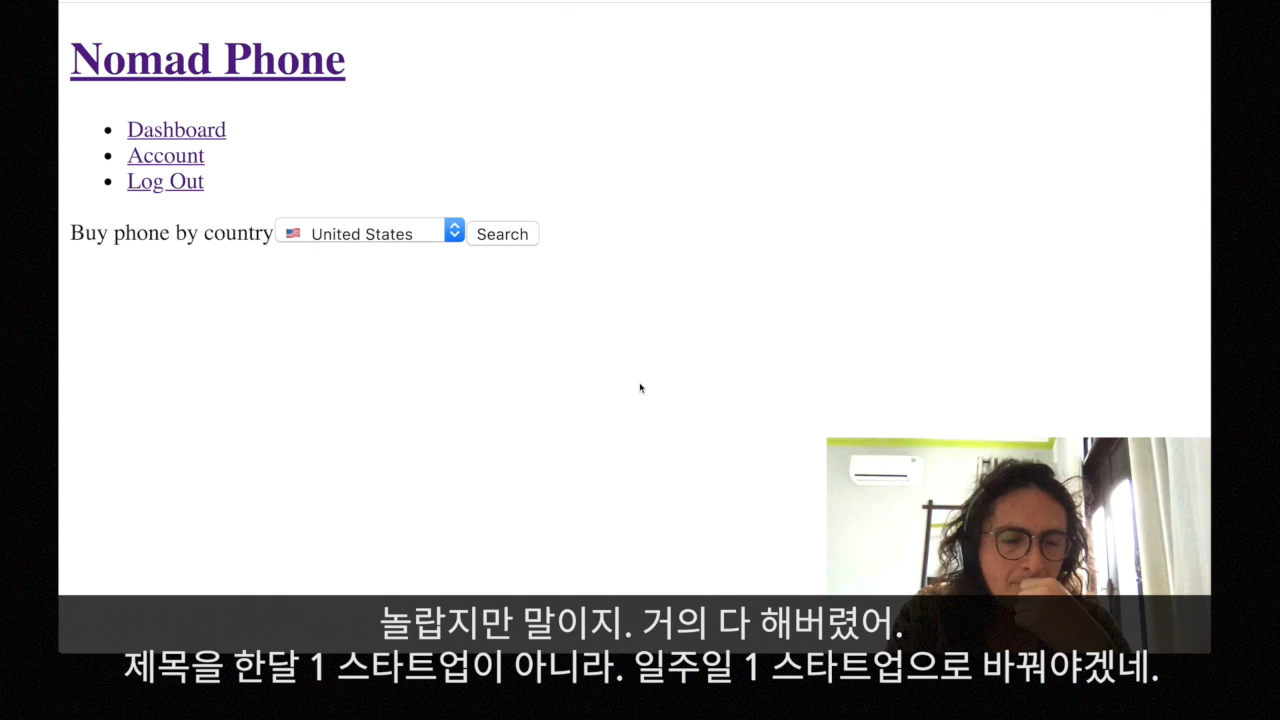 Nomad Phone
Dashboard
Account
Log Out
Buy phone by country United States Search
놀랍지만 말이지. 거의 다 해버렸어.
제목을 한달 1 스타트업이 아니라. 일주일 1 스타트업으로 바꿔야겠네.